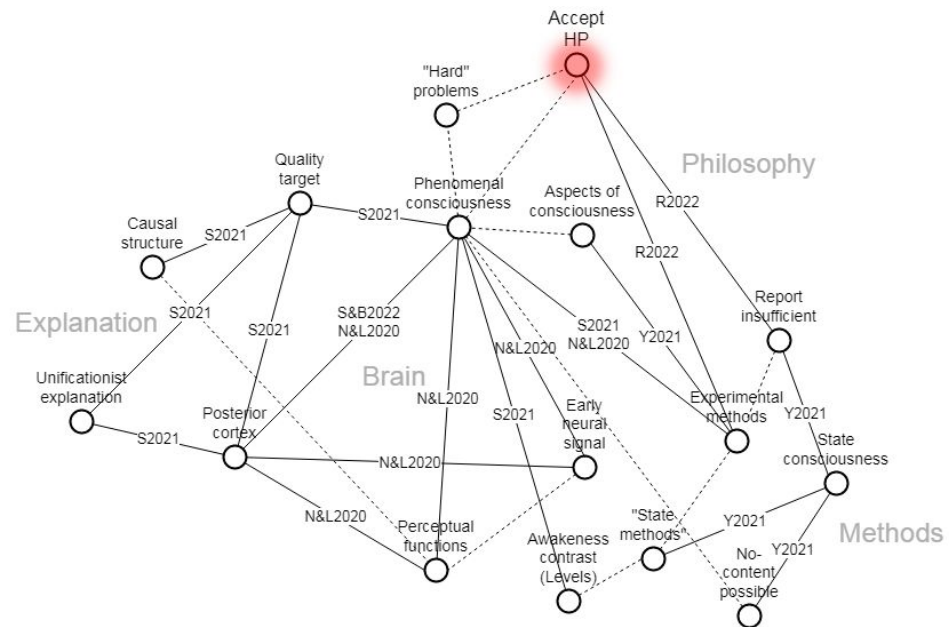 Accept
HP
"Hard"
problems
Philosophy
Quality
target
Phenomenal
consciousness
Aspects of
consciousness
R2022
S2021
Causal
structure
S2021
R2022
Explanation
S2021
S2021
S&B2022
N&L2020
S2021
N&L2020
N&L2020
Y2021
Report
insufficient
Brain
Unificationist
explanation
N&L2020
S2021
Posterior
cortex
Early
neural
signal
Experimental
methods
Y2021
S2021
State
consciousness
N&L2020
N&L2020
Perceptual
functions
Awakeness
contrast
(Levels)
"State
methods"
Y2021
Methods
No-
content
possible
Y2021